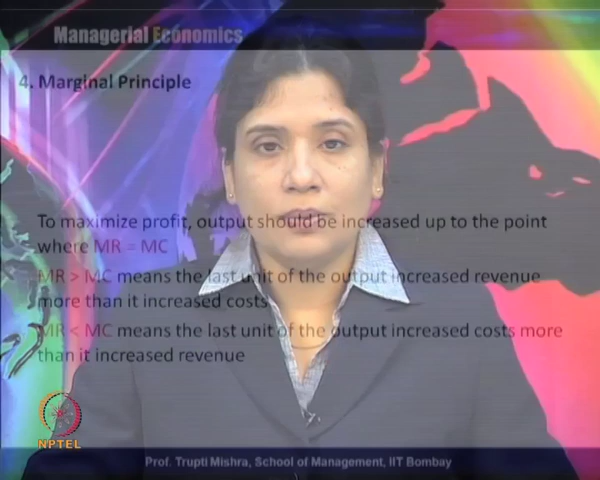 Managerial Economics
4. Marginal Principle
To maximize profit, output should be increased up to the point
where MR = MC
MR > MC means the last unit of the output increased revenue
more than it increased costs
MR < MC means the last unit of the output increased costs more
than it increased revenue
NPTEL
Prof. Trupti Mishra, School of Management, IIT Bombay